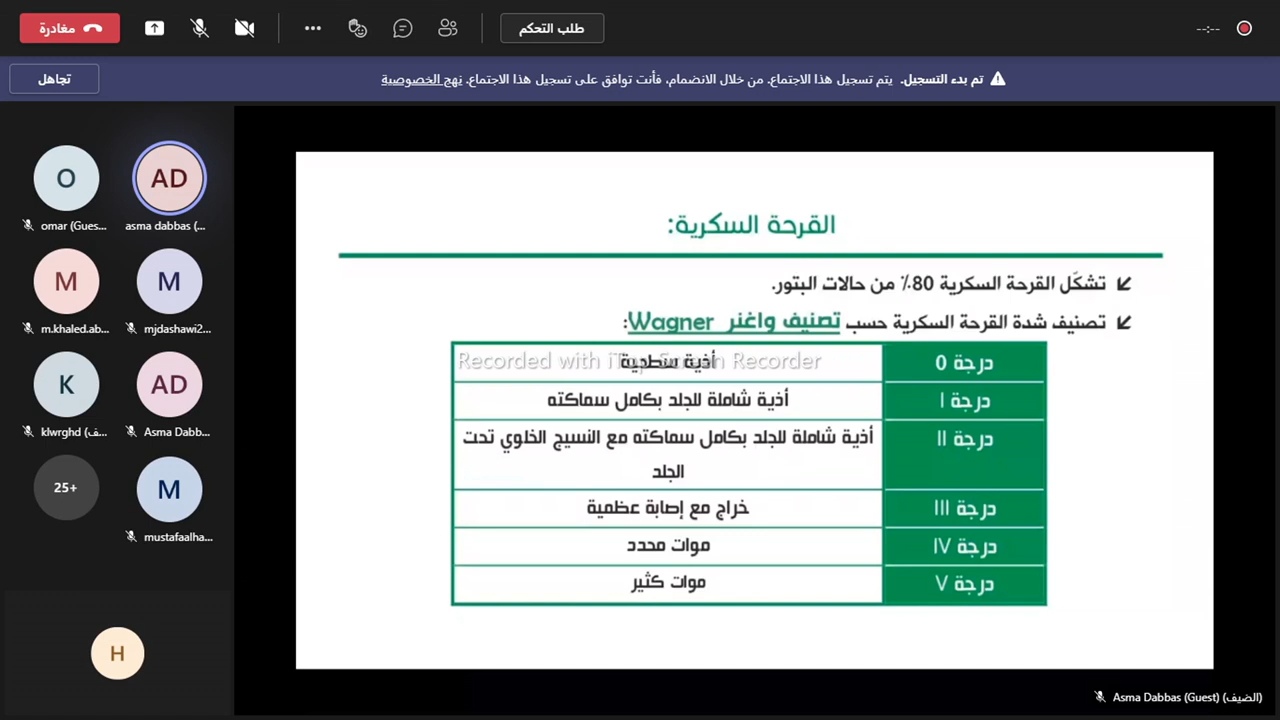 مغادرة
طلب التحكم
--:--
تم بدء التسجيل. يتم تسجيل هذا الاجتماع. من خلال الانضمام، فأنت توافق على تسجيل هذا الاجتماع. نهج الخصوصية
تجاهل
O
AD
omar (Gues...
asma dabbas (...
M
M
m.khaled.ab...
mjdashawi2...
K
AD
klwrghd (ف...
Asma Dabb...
25+
M
mustafaalha...
H
القرحة السكرية:
تشكّل القرحة السكرية 80٪ من حالات البتور.
تصنيف شدة القرحة السكرية حسب تصنيف واغنر Wagner:
درجة 0 أذية سطحية
Recorded with iTop Screen Recorder
درجة I أذية شاملة للجلد بكامل سماكته
درجة II أذية شاملة للجلد بكامل سماكته مع النسيج الخلوي تحت
الجلد
درجة III خراج مع إصابة عظمية
درجة IV موات محدد
درجة V موات كثير
Asma Dabbas (Guest) (الضيف)